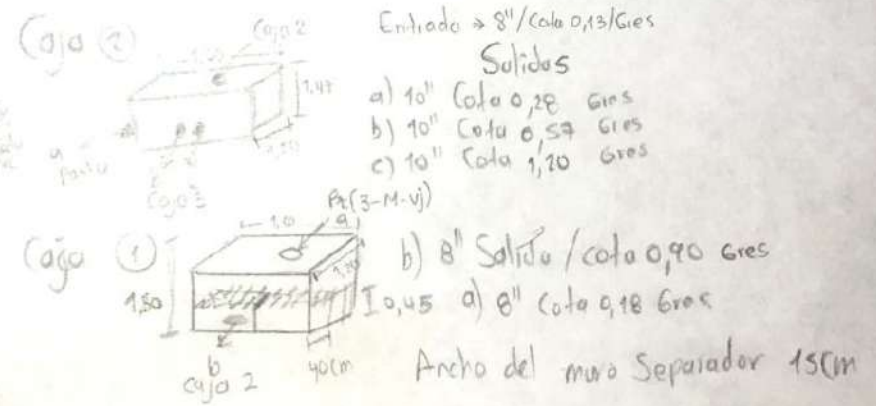 Entrada → 8"/Cota 0,13/Gres
Caja ②
Caja 2
Salidas
1,47
a) 10" Cota 0,28 Gres
b) 10" Cota 0,57 Gres
c) 10" Cota 1,20 Gres
a
Caja 3
Pz(3-M-Vj)
1,0
a
Caja ①
b) 8" Salida / cota 0,90 Gres
1,50
0,45 a) 8" Cota 0,18 Gres
b
caja 2
40cm
Ancho del muro Separador 15cm